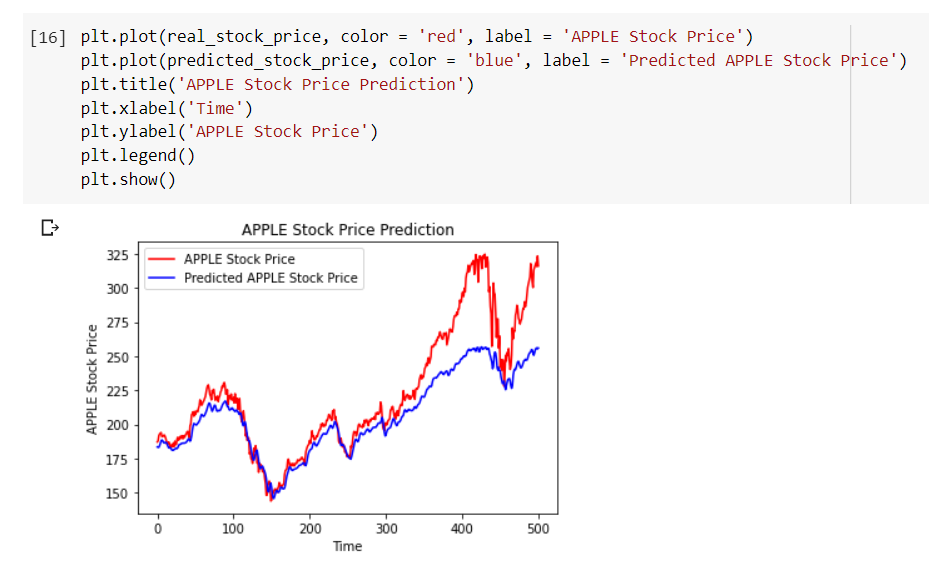 [16] plt.plot(real_stock_price, color = 'red', label = 'APPLE Stock Price')
plt.plot(predicted_stock_price, color = 'blue', label = 'Predicted APPLE Stock Price')
plt.title('APPLE Stock Price Prediction')
plt.xlabel('Time')
plt.ylabel('APPLE Stock Price')
plt.legend()
plt.show()
APPLE Stock Price Prediction
APPLE Stock Price
Predicted APPLE Stock Price
APPLE Stock Price
325
300
275
250
225
200
175
150
0 100 200 300 400 500
Time